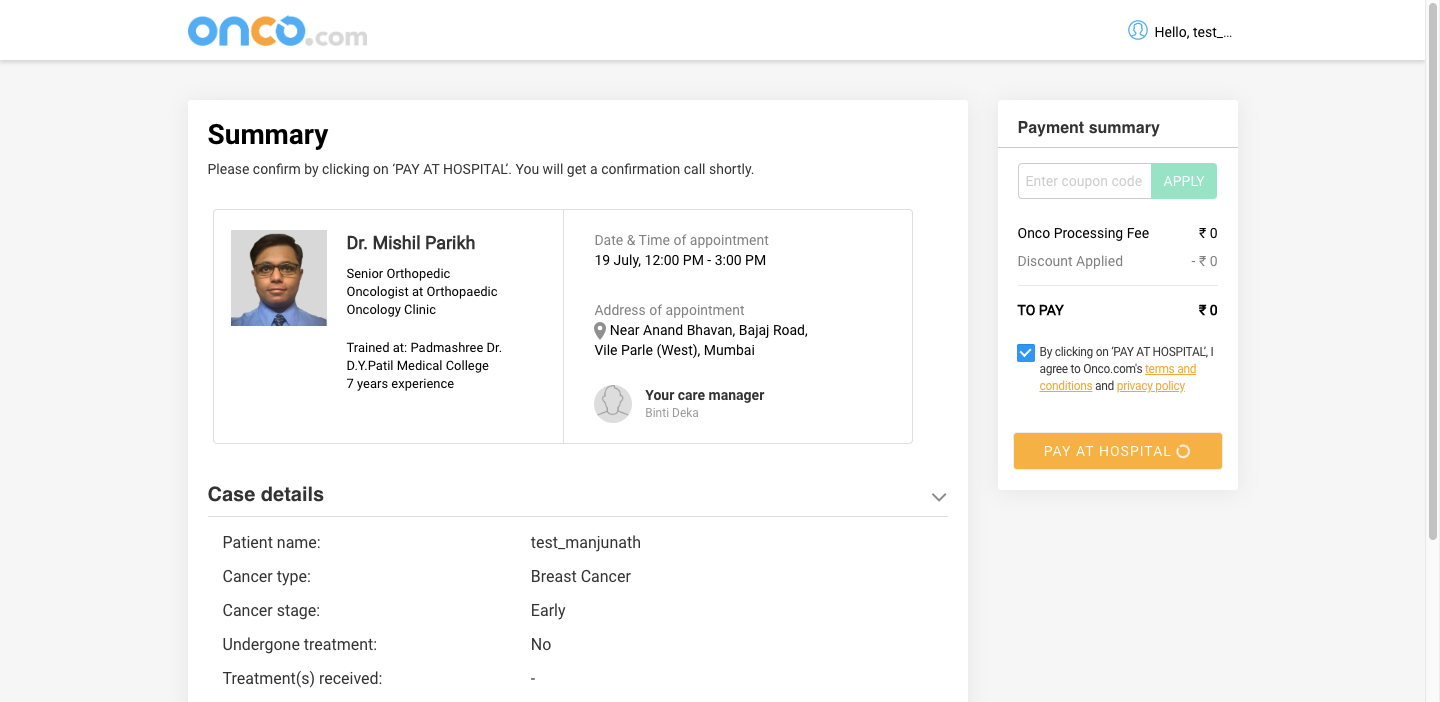 onco.com
Hello, test_...
Summary
Please confirm by clicking on ‘PAY AT HOSPITAL’. You will get a confirmation call shortly.
Dr. Mishil Parikh
Senior Orthopedic
Oncologist at Orthopaedic
Oncology Clinic
Trained at: Padmashree Dr.
D.Y.Patil Medical College
7 years experience
Date & Time of appointment
19 July, 12:00 PM - 3:00 PM
Address of appointment
Near Anand Bhavan, Bajaj Road,
Vile Parle (West), Mumbai
Your care manager
Binti Deka
Case details
Patient name: test_manjunath
Cancer type: Breast Cancer
Cancer stage: Early
Undergone treatment: No
Treatment(s) received: -
Payment summary
Enter coupon code APPLY
Onco Processing Fee ₹ 0
Discount Applied - ₹ 0
TO PAY ₹ 0
By clicking on ‘PAY AT HOSPITAL’, I
agree to Onco.com's terms and
conditions and privacy policy
PAY AT HOSPITAL